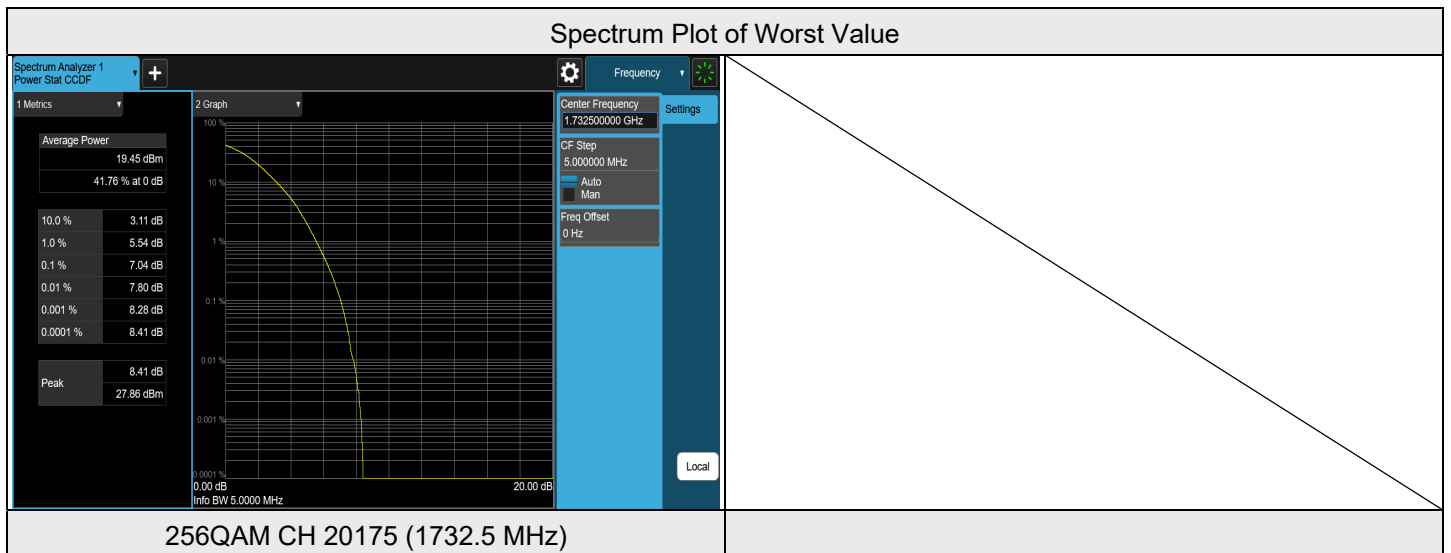 Spectrum Plot of Worst Value
Spectrum Analyzer 1
Power Stat CCDF
+
Frequency
1 Metrics
2 Graph
Average Power
19.45 dBm
41.76 % at 0 dB
10.0 % 3.11 dB
1.0 % 5.54 dB
0.1 % 7.04 dB
0.01 % 7.80 dB
0.001 % 8.28 dB
0.0001 % 8.41 dB
Peak
8.41 dB
27.86 dBm
100 %
10 %
1 %
0.1 %
0.01 %
0.001 %
0.0001 %
0.00 dB 20.00 dB
Info BW 5.0000 MHz
Center Frequency
1.732500000 GHz
CF Step
5.000000 MHz
Auto
Man
Freq Offset
0 Hz
Settings
Local
256QAM CH 20175 (1732.5 MHz)